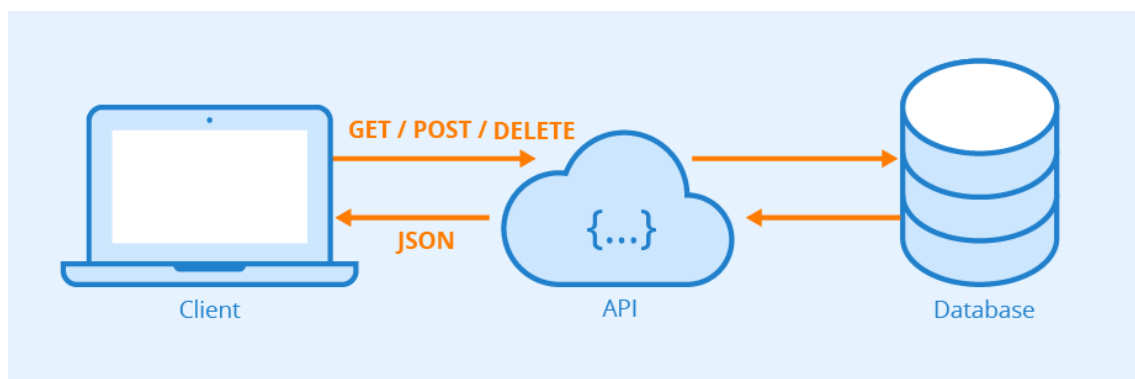 GET / POST / DELETE
{...}
JSON
Client
API
Database